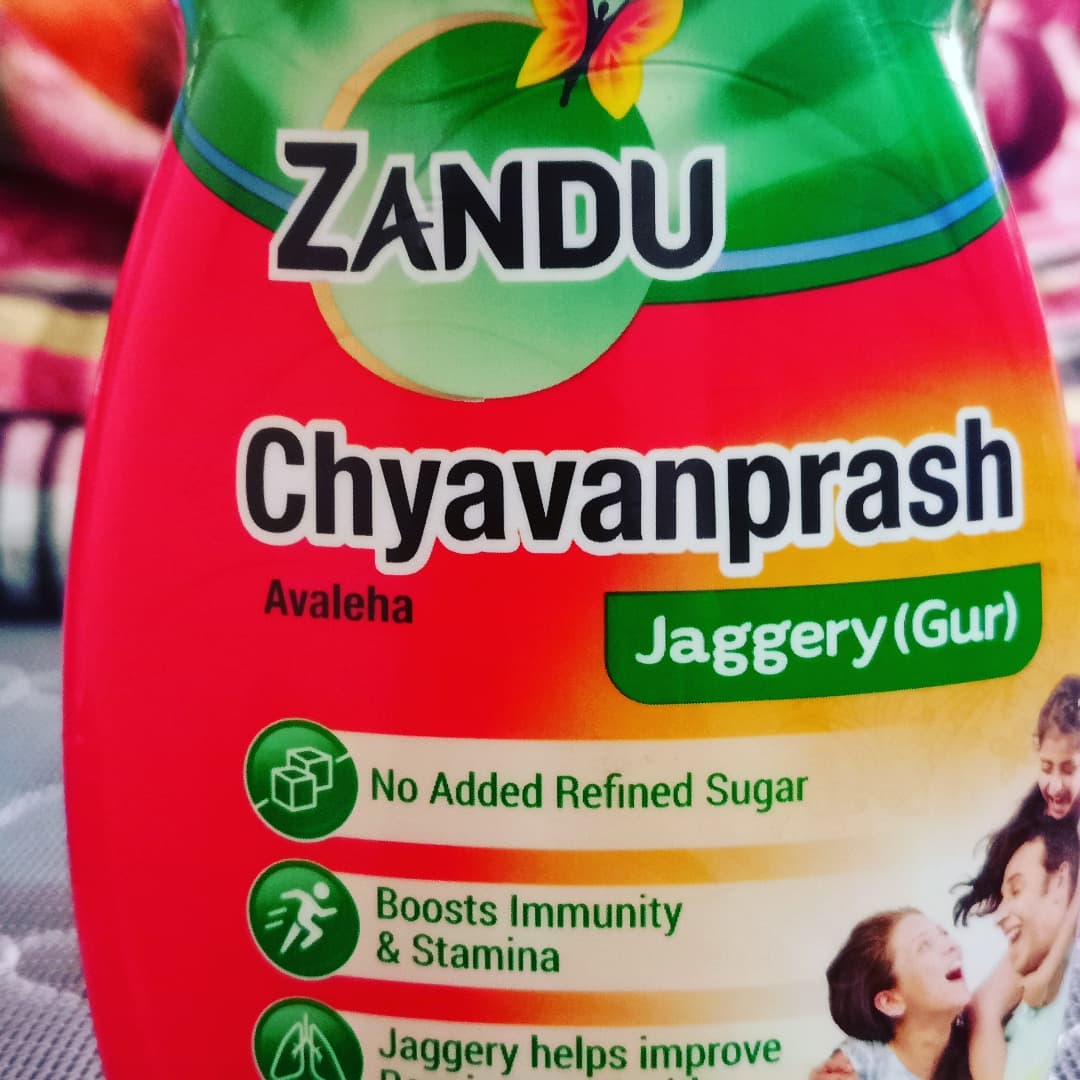 ZANDU
Chyavanprash
Avaleha
Jaggery (Gur)
No Added Refined Sugar
Boosts Immunity
& Stamina
Jaggery helps improve